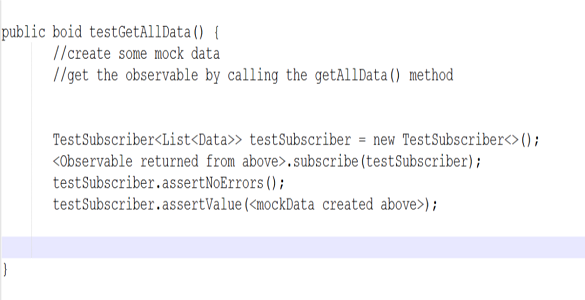 public boid testGetAllData() {
//create some mock data
//get the observable by calling the getAllData() method
TestSubscriber<List<Data>> testSubscriber = new TestSubscriber<>();
<Observable returned from above>.subscribe(testSubscriber);
testSubscriber.assertNoErrors();
testSubscriber.assertValue(<mockData created above>);
}